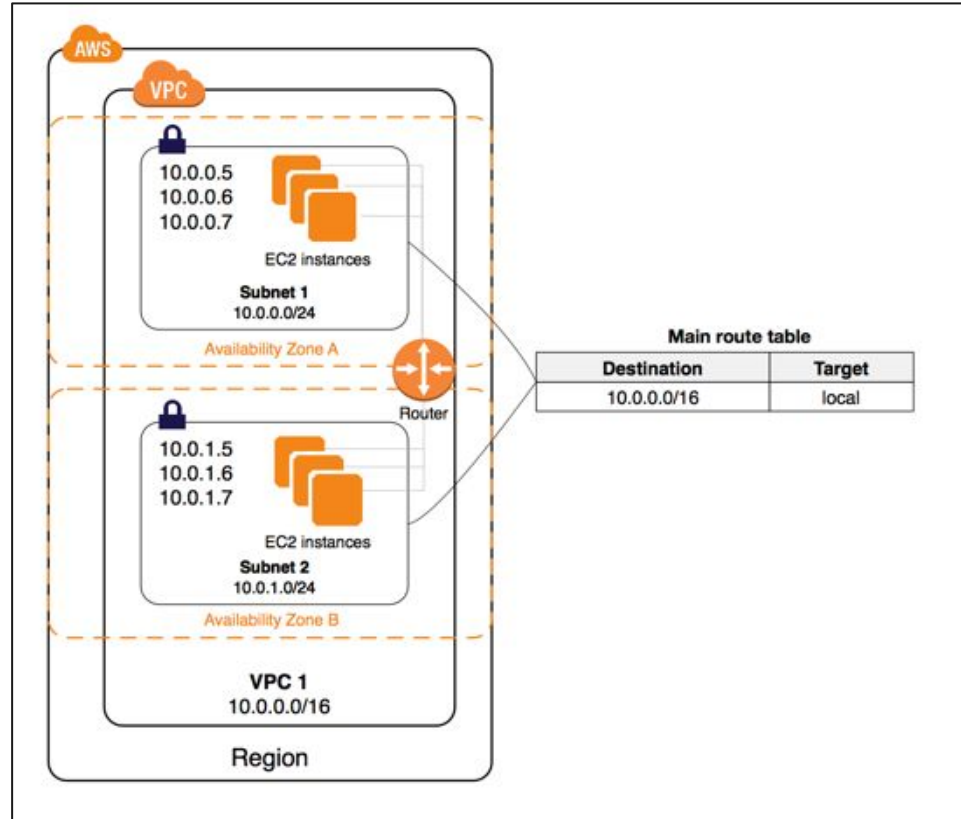 AWS
VPC
10.0.0.5
10.0.0.6
10.0.0.7
EC2 instances
Subnet 1
10.0.0.0/24
Availability Zone A
Router
10.0.1.5
10.0.1.6
10.0.1.7
EC2 instances
Subnet 2
10.0.1.0/24
Availability Zone B
VPC 1
10.0.0.0/16
Region
Main route table
Destination Target
10.0.0.0/16 local